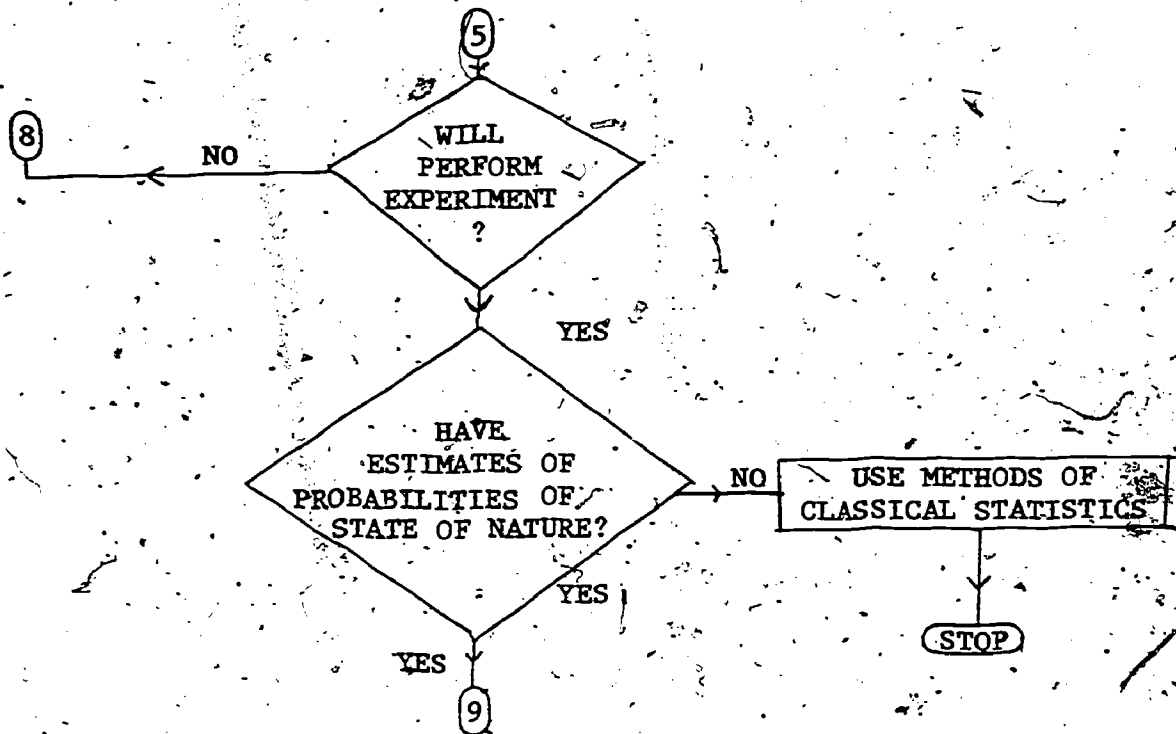 5
WILL
PERFORM
EXPERIMENT
?
8
NO
YES
HAVE
ESTIMATES OF
PROBABILITIES OF
STATE OF NATURE?
NO
USE METHODS OF
CLASSICAL STATISTICS
YES
STOP
YES
9